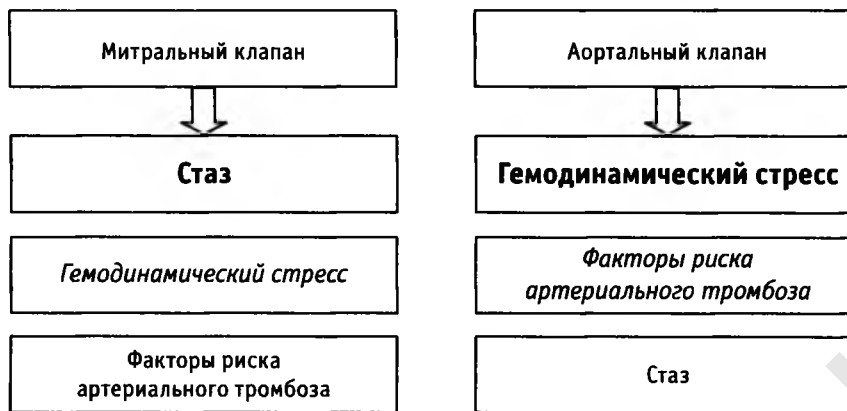 Митральный клапан
Стаз
Гемодинамический стресс
Факторы риска
артериального тромбоза
Аортальный клапан
Гемодинамический стресс
Факторы риска
артериального тромбоза
Стаз